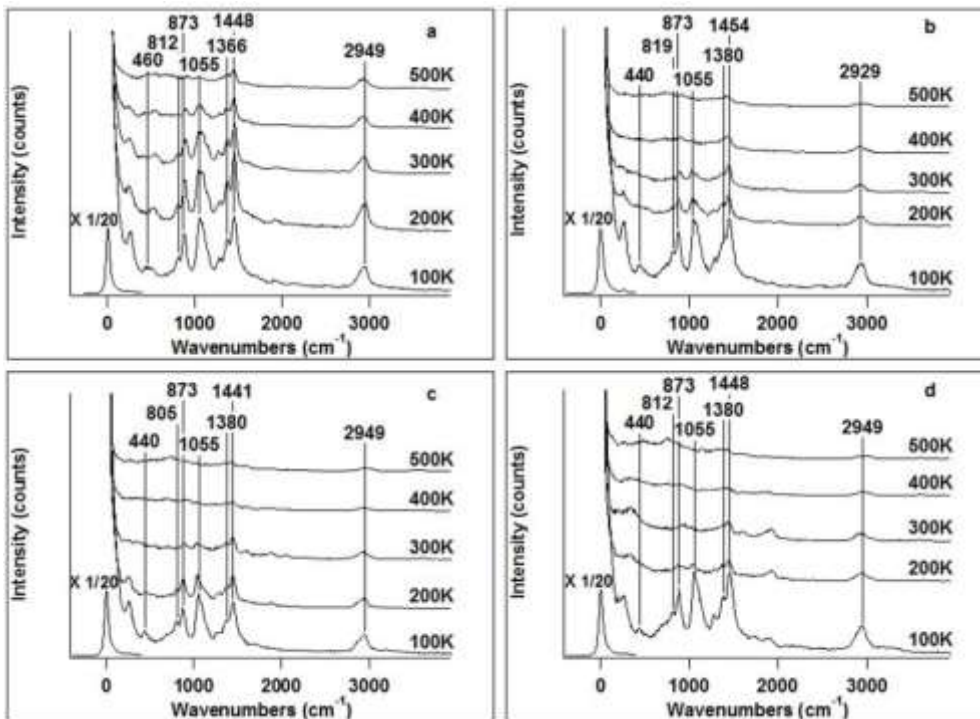 1448
873
a
812
1366
2949
460
1055
500K
400K
300K
200K
X 1/20
100K
0 1000 2000 3000
Wavenumbers (cm⁻¹)
Intensity (counts)
873
1454
b
819
1380
2929
440
1055
500K
400K
300K
200K
X 1/20
100K
0 1000 2000 3000
Wavenumbers (cm⁻¹)
Intensity (counts)
873 1441
c
805
1380
440
1055
2949
500K
400K
300K
200K
X 1/20
100K
0 1000 2000 3000
Wavenumbers (cm⁻¹)
Intensity (counts)
1448
873
d
812
1380
440
1055
2949
500K
400K
300K
200K
X 1/20
100K
0 1000 2000 3000
Wavenumbers (cm⁻¹)
Intensity (counts)